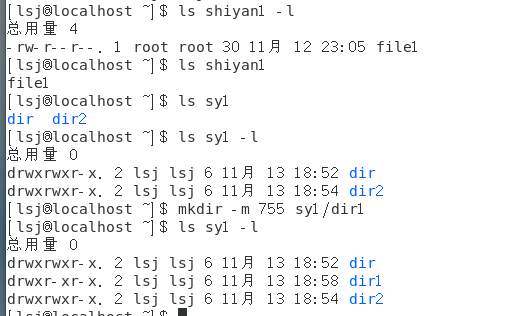 [lsj@localhost ~]$ ls shiyan1 -l
总用量 4
-rw-r--r--. 1 root root 30 11月 12 23:05 file1
[lsj@localhost ~]$ ls shiyan1
file1
[lsj@localhost ~]$ ls sy1
dir  dir2
[lsj@localhost ~]$ ls sy1 -l
总用量 0
drwxrwxr-x. 2 lsj lsj 6 11月 13 18:52 dir
drwxrwxr-x. 2 lsj lsj 6 11月 13 18:54 dir2
[lsj@localhost ~]$ mkdir -m 755 sy1/dir1
[lsj@localhost ~]$ ls sy1 -l
总用量 0
drwxrwxr-x. 2 lsj lsj 6 11月 13 18:52 dir
drwxr-xr-x. 2 lsj lsj 6 11月 13 18:58 dir1
drwxrwxr-x. 2 lsj lsj 6 11月 13 18:54 dir2
[lsj@localhost ~]$